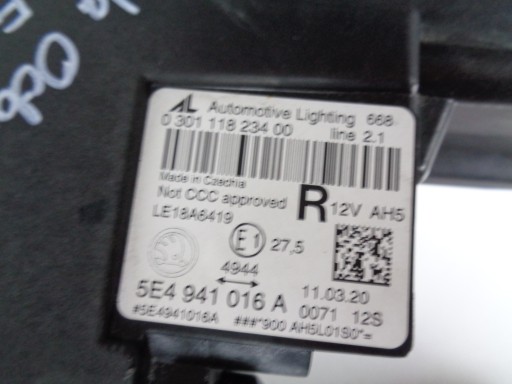 AL Automotive Lighting 668
0 301 118 234 00 line 2.1
Made in Czechia
Not CCC approved R 12V AH5
LE18A6419
E1 27,5
4944
5E4 941 016 A 11.03.20
0071 12S
#5E4941016A ###*900 AH5L01S0*=